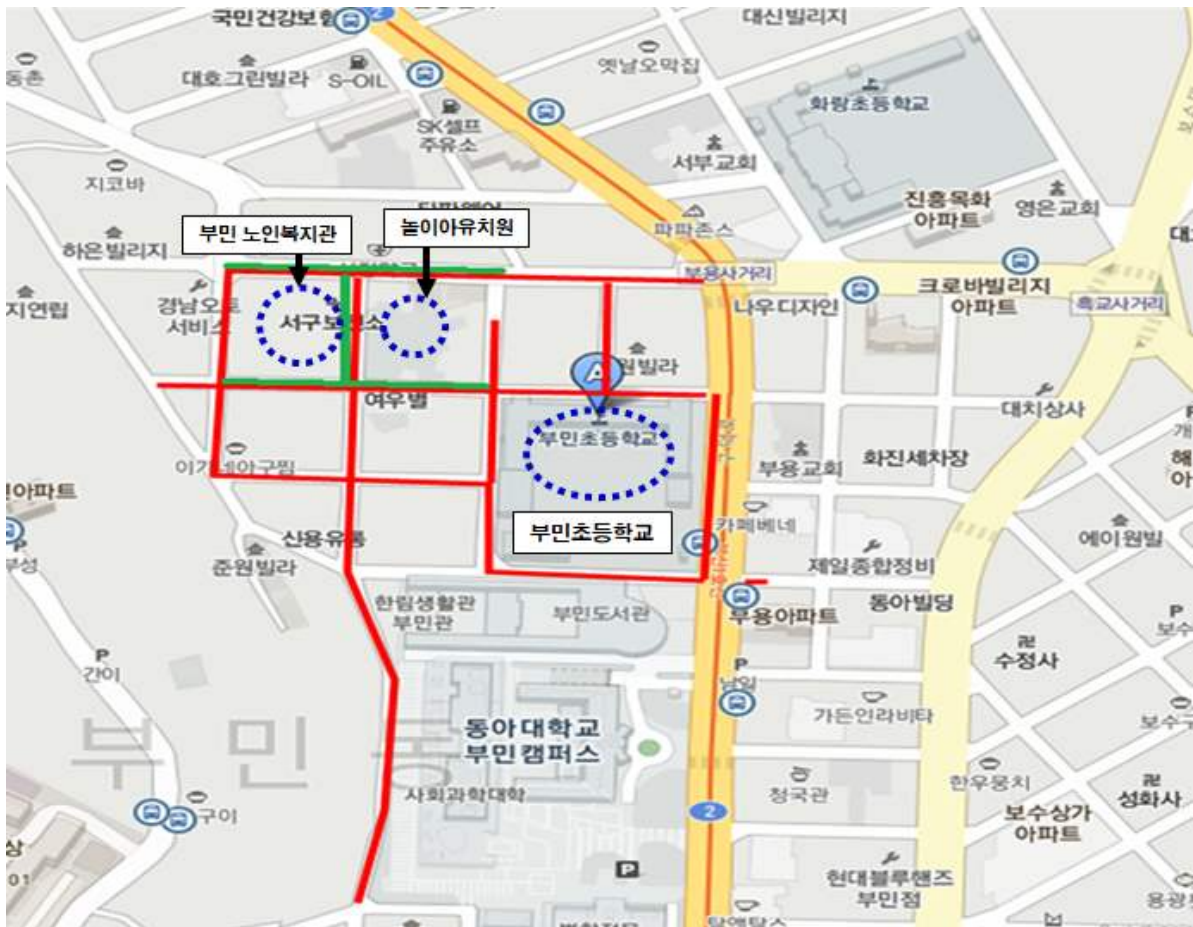 국민건강보험
2
대신빌리지
동촌
대호그린빌라
S-OIL
옛날오막집
화랑초등학교
SK셀프
주유소
서부교회
지코바
진흥목화
아파트
영은교회
부민 노인복지관
놀이아유치원
파파존스
하은빌리지
부용사거리
크로바빌리지
아파트
나우디자인
흑교사거리
지연립
경남오토
서비스
서구보건소
원빌라
A
여우별
대치상사
부민초등학교
이가네아구찜
부용교회
화진세차장
부민초등학교
카페베네
신용유통
준원빌라
제일종합정비
에이원빌
한림생활관
부민관
부민도서관
부용아파트
동아빌딩
P
수정사
P
간이
P
남일
동아대학교
부민캠퍼스
가든인라비타
부민동
사회과학대학
구이
2
청국관
한우뭉치
성화사
보수상가
아파트
P
현대블루핸즈
부민점
탐앤탐스